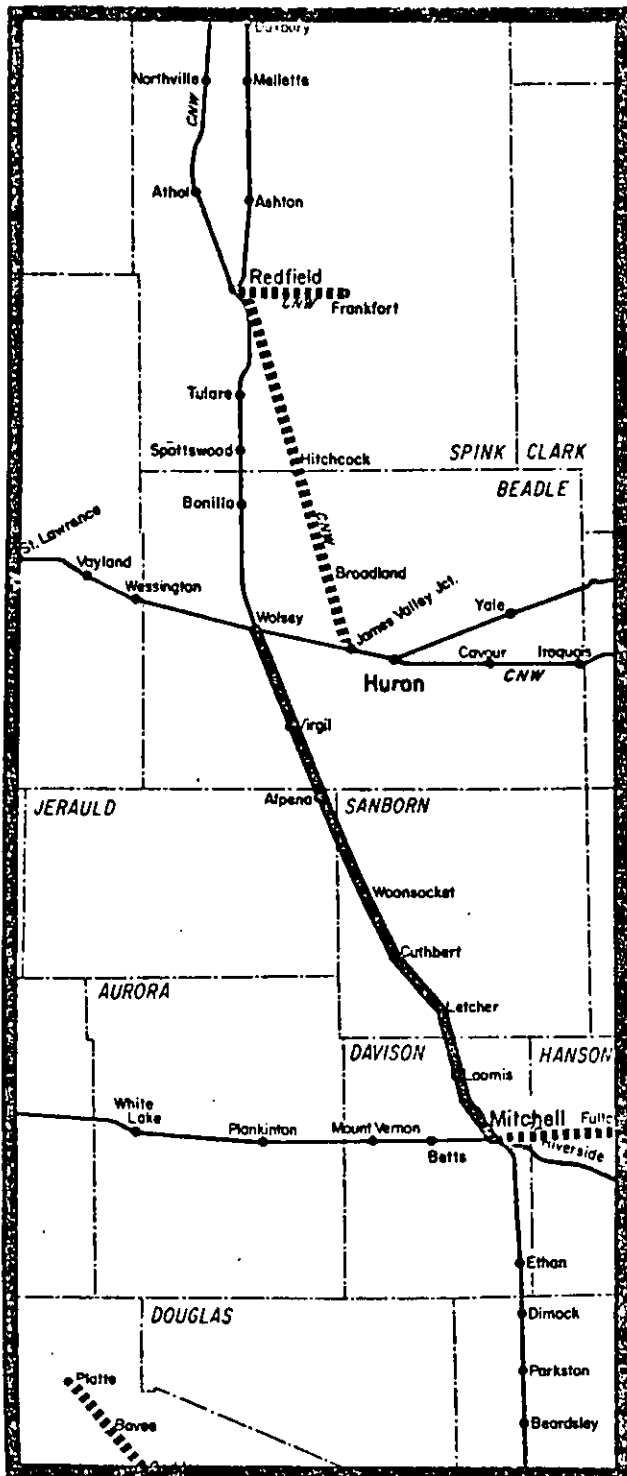 Northville
CNW
Mellette
Athol
Ashton
Redfield
CNW
Frankfort
Tulare
Spottswood
Hitchcock
SPINK
CLARK
BEADLE
Bonilla
CNW
St. Lawrence
Vayland
Wessington
Broadland
James Valley Jct.
Yale
Wolsey
Huron
Cavour
Iroquois
CNW
Virgil
Alpena
JERAULD
SANBORN
Woonsocket
Cuthbert
AURORA
Letcher
DAVISON
HANSON
Loomis
White
Lake
Plankinton
Mount Vernon
Betts
Mitchell
Riverside
Ethan
DOUGLAS
Dimock
Platte
Parkston
Bovee
Beardsley